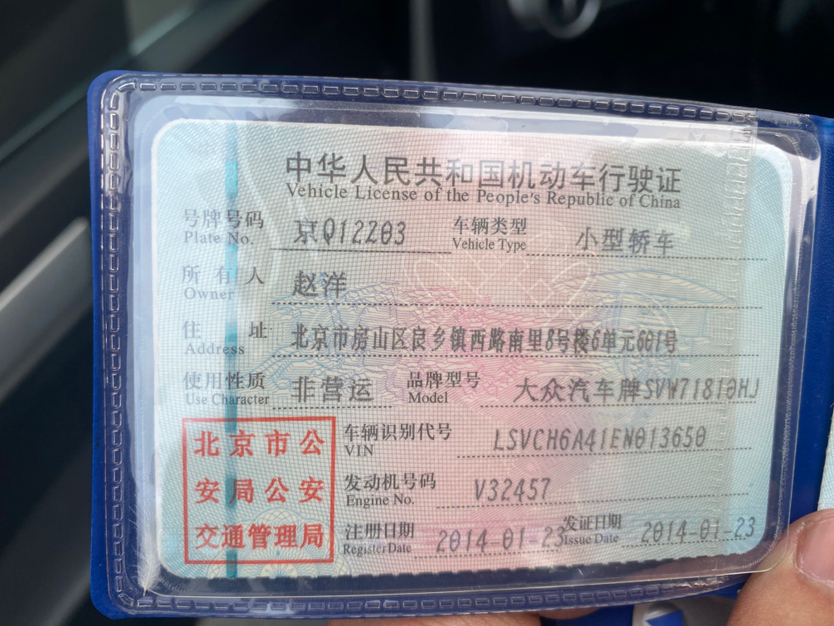 中华人民共和国机动车行驶证
Vehicle License of the People's Republic of China
号牌号码 京Q12Z03 车辆类型 小型轿车
Plate No. Vehicle Type
所有人 赵洋
Owner
住址 北京市房山区良乡镇西路南里8号楼6单元601号
Address
使用性质 非营运 品牌型号 大众汽车牌SVW71810HJ
Use Character Model
北京市公
安局公安
交通管理局
车辆识别代号 LSVCH6A41EN013650
VIN
发动机号码 V32457
Engine No.
注册日期 2014-01-23 发证日期 2014-01-23
Register Date Issue Date